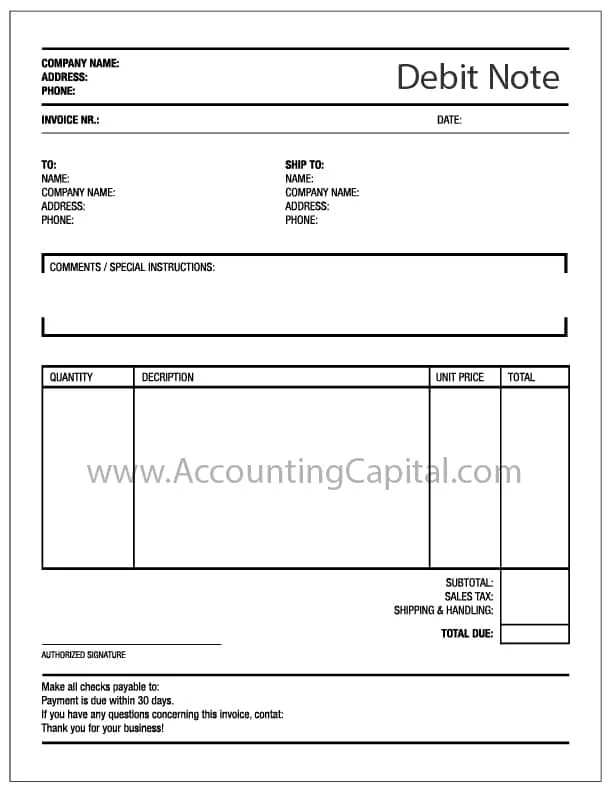 COMPANY NAME:
ADDRESS:
PHONE:
Debit Note
INVOICE NR.:
DATE:
TO:
NAME:
COMPANY NAME:
ADDRESS:
PHONE:
SHIP TO:
NAME:
COMPANY NAME:
ADDRESS:
PHONE:
COMMENTS / SPECIAL INSTRUCTIONS:
QUANTITY DECRIPTION UNIT PRICE TOTAL
www.AccountingCapital.com
SUBTOTAL:
SALES TAX:
SHIPPING & HANDLING:
TOTAL DUE:
AUTHORIZED SIGNATURE
Make all checks payable to:
Payment is due within 30 days.
If you have any questions concerning this invoice, contat:
Thank you for your business!